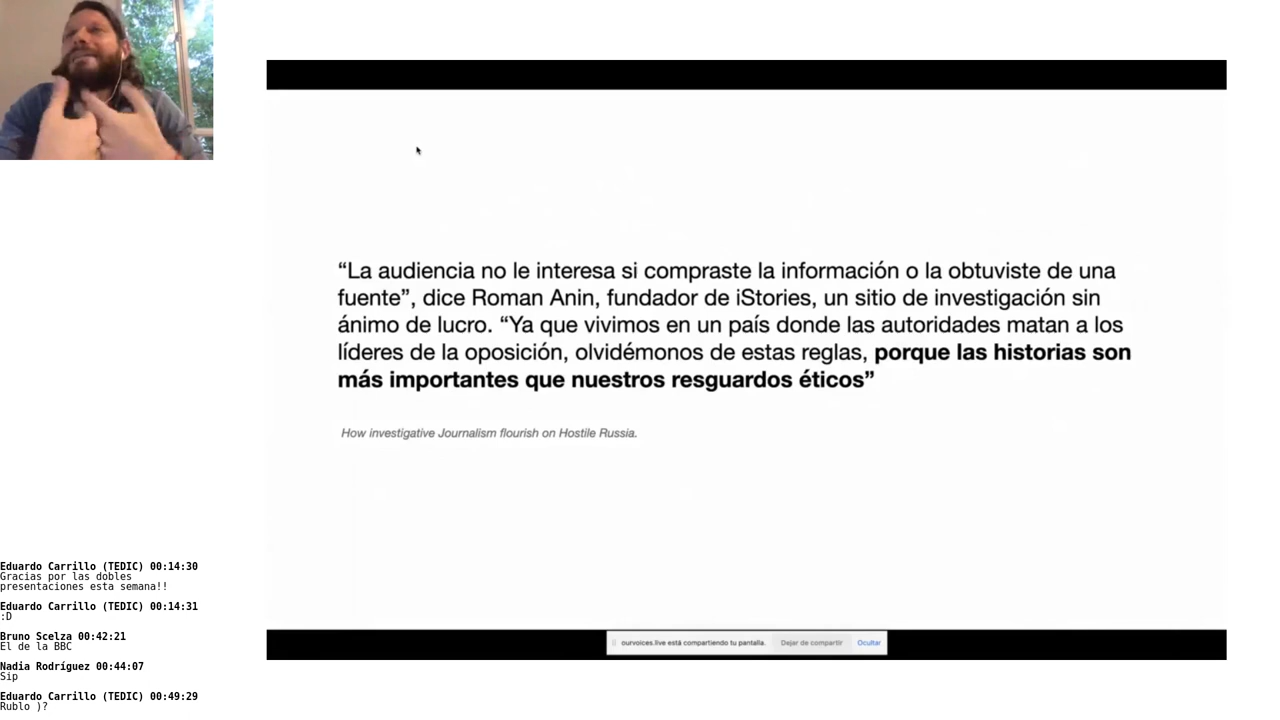 “La audiencia no le interesa si compraste la información o la obtuviste de una
fuente”, dice Roman Anin, fundador de iStories, un sitio de investigación sin
ánimo de lucro. “Ya que vivimos en un país donde las autoridades matan a los
líderes de la oposición, olvidémonos de estas reglas, porque las historias son
más importantes que nuestros resguardos éticos”
How investigative Journalism flourish on Hostile Russia.
ourvoices.live está compartiendo tu pantalla. Dejar de compartir Ocultar
Eduardo Carrillo (TEDIC) 00:14:30
Gracias por las dobles
presentaciones esta semana!!
Eduardo Carrillo (TEDIC) 00:14:31
:D
Bruno Scelza 00:42:21
El de la BBC
Nadia Rodríguez 00:44:07
Sip
Eduardo Carrillo (TEDIC) 00:49:29
Rublo )?